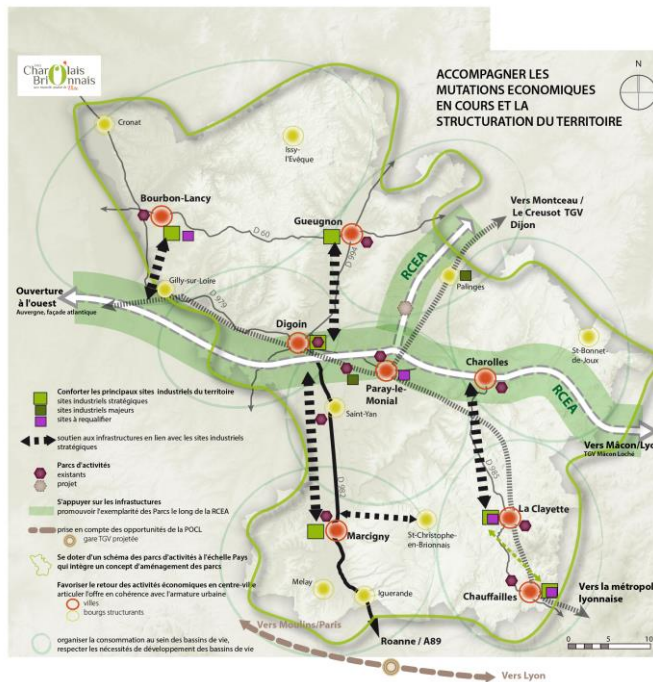 Charolais
Brionnais
ACCOMPAGNER LES
MUTATIONS ECONOMIQUES
EN COURS ET LA
STRUCTURATION DU TERRITOIRE
N
Cronat
Issy-
l'Evêque
Bourbon-Lancy
Gueugnon
D 60
D 994
Vers Montceau /
Le Creusot TGV
Dijon
RCEA
Gilly-sur-Loire
Palinges
Ouverture
à l'ouest
Auvergne, façade atlantique
D 979
Digoin
St-Bonnet-
de-Joux
Charolles
Paray-le-
Monial
RCEA
Saint-Yan
Vers Mâcon/Lyo
TGV Mâcon Loché
D 982
D 985
La Clayette
Marcigny
St-Christophe-
en-Brionnais
Chauffailles
Vers la métropol
lyonnaise
Melay
Iguerande
Roanne / A89
Vers Moulins/Paris
Vers Lyon
0 5 10
Conforter les principaux sites industriels du territoire
sites industriels stratégiques
sites industriels majeurs
sites à requalifier
soutien aux infrastructures en lien avec les sites industriels
stratégiques
Parcs d'activités
existants
projet
S'appuyer sur les infrastuctures
promouvoir l'exemplarité des Parcs le long de la RCEA
prise en compte des opportunités de la POCL
gare TGV projetée
Se doter d'un schéma des parcs d'activités à l'échelle Pays
qui intègre un concept d'aménagement des parcs
Favoriser le retour des activités économiques en centre-ville
articuler l'offre en cohérence avec l'armature urbaine
villes
bourgs structurants
organiser la consommation au sein des bassins de vie,
respecter les nécessités de développement des bassins de vie